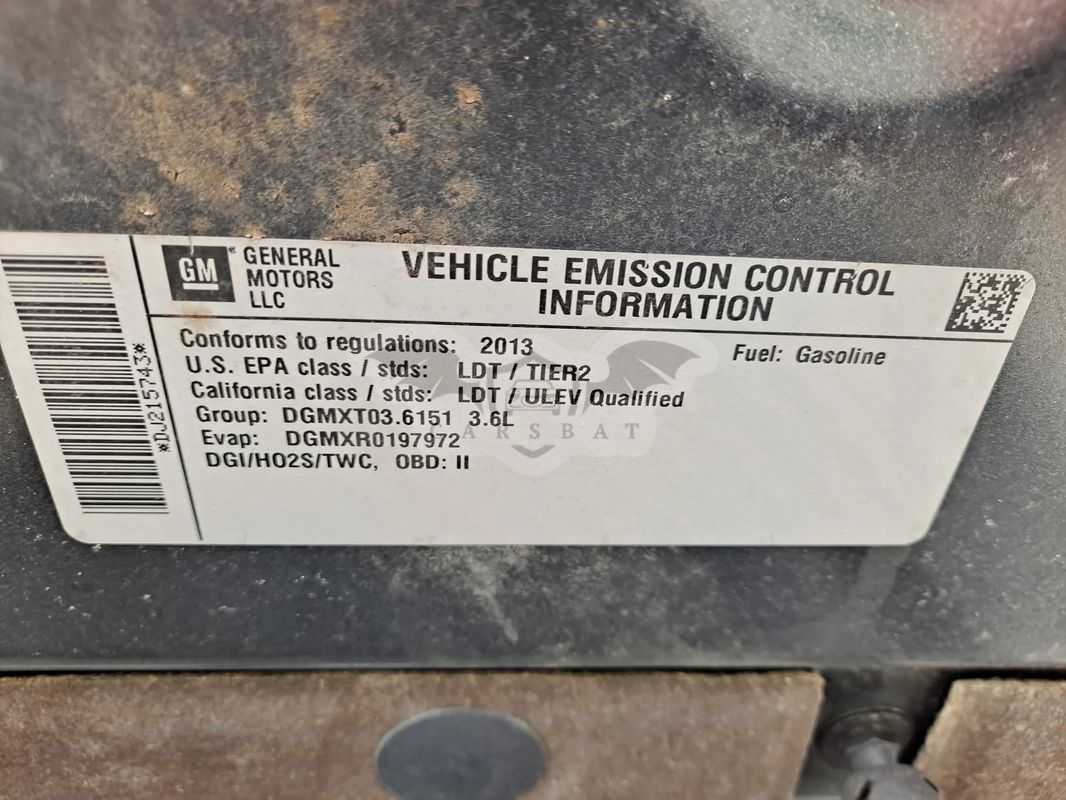 GM
GENERAL
MOTORS
LLC
VEHICLE EMISSION CONTROL
INFORMATION
Conforms to regulations: 2013
Fuel: Gasoline
U.S. EPA class / stds: LDT / TIER2
California class / stds: LDT / ULEV Qualified
Group: DGMXT03.6151 3.6L
Evap: DGMXR0197972
DGI/HO2S/TWC, OBD: II
*DJ215743*
CARSBAT